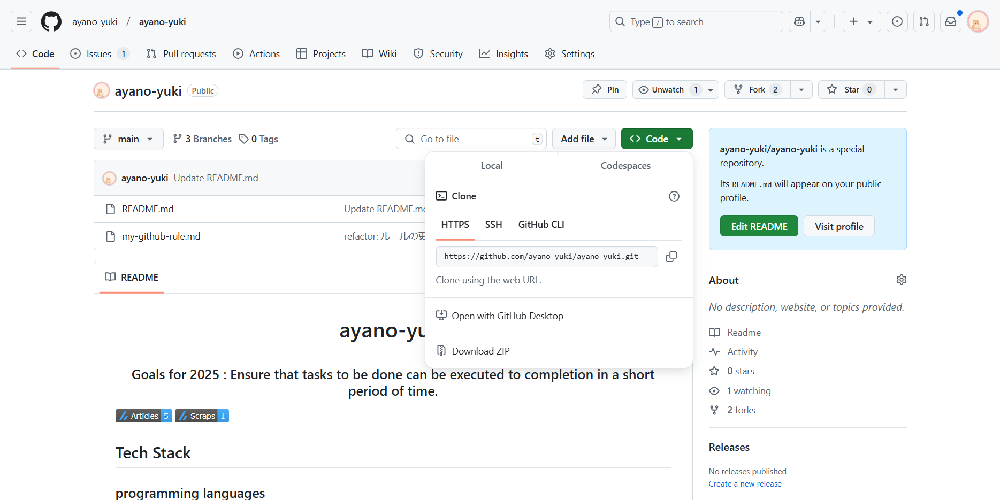 ayano-yuki / ayano-yuki
Type / to search
Code
Issues 1
Pull requests
Actions
Projects
Wiki
Security
Insights
Settings
ayano-yuki Public
Pin
Unwatch 1
Fork 2
Star 0
main
3 Branches
0 Tags
Go to file t
Add file
Code
ayano-yuki Update README.md
README.md Update README.m
my-github-rule.md refactor: ルールの更
README
ayano-yu
Goals for 2025 : Ensure that tasks to be done can be executed to completion in a short
period of time.
Articles 5 Scraps 1
Tech Stack
programming languages
Local
Codespaces
Clone
HTTPS SSH GitHub CLI
https://github.com/ayano-yuki/ayano-yuki.git
Clone using the web URL.
Open with GitHub Desktop
Download ZIP
ayano-yuki/ayano-yuki is a special
repository.
Its README.md will appear on your public
profile.
Edit README
Visit profile
About
No description, website, or topics provided.
Readme
Activity
0 stars
1 watching
2 forks
Releases
No releases published
Create a new release